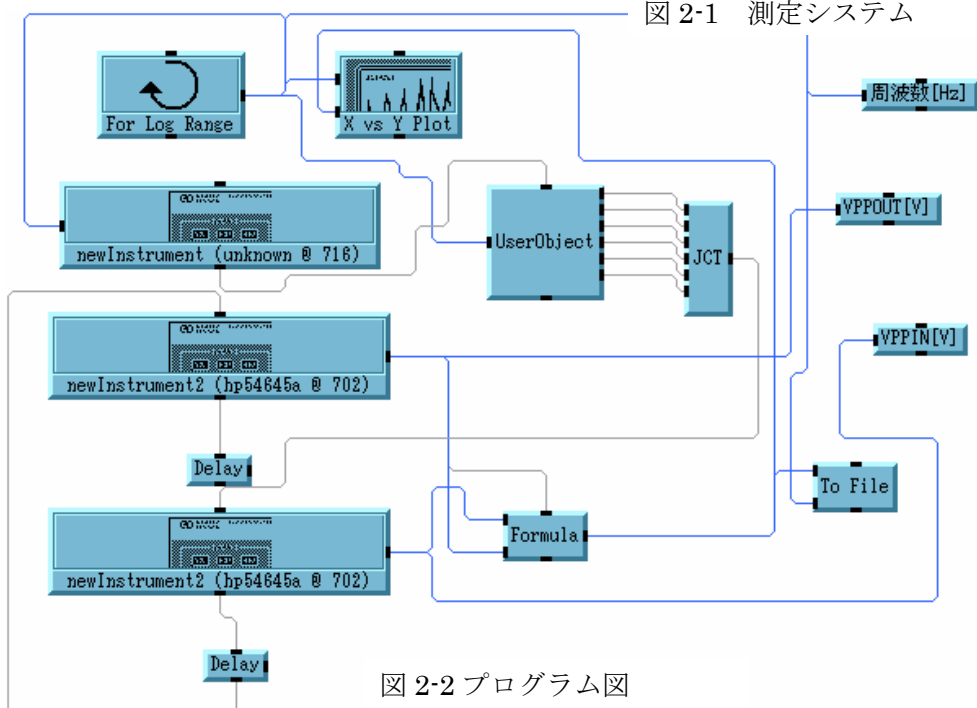 図 2-1　測定システム
For Log Range
X vs Y Plot
周波数[Hz]
newInstrument (unknown @ 716)
UserObject
JCT
VPPOUT[V]
newInstrument2 (hp54645a @ 702)
VPPIN[V]
Delay
To File
newInstrument2 (hp54645a @ 702)
Formula
Delay
図 2-2 プログラム図